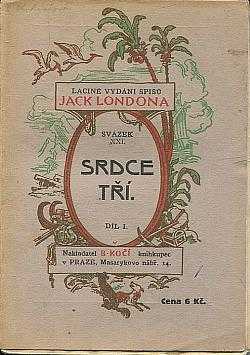 LACINÉ VYDÁNÍ SPISŮ
JACK LONDONA
SVAZEK
XXI.
SRDCE
TŘÍ.
DÍL I.
Nakladatel B. KOČÍ knihkupec
v PRAZE, Masarykovo nábř. 14.
Cena 6 Kč.